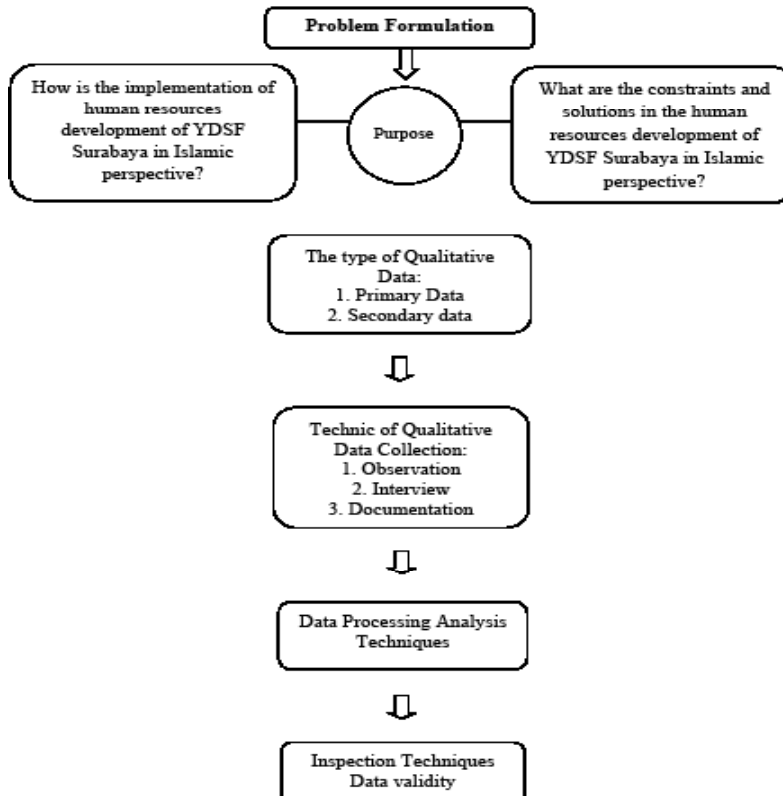 Problem Formulation
How is the implementation of
human resources
development of YDSF
Surabaya in Islamic
perspective?
Purpose
What are the constraints and
solutions in the human
resources development of
YDSF Surabaya in Islamic
perspective?
The type of Qualitative
Data:
1. Primary Data
2. Secondary data
Technic of Qualitative
Data Collection:
1. Observation
2. Interview
3. Documentation
Data Processing Analysis
Techniques
Inspection Techniques
Data validity